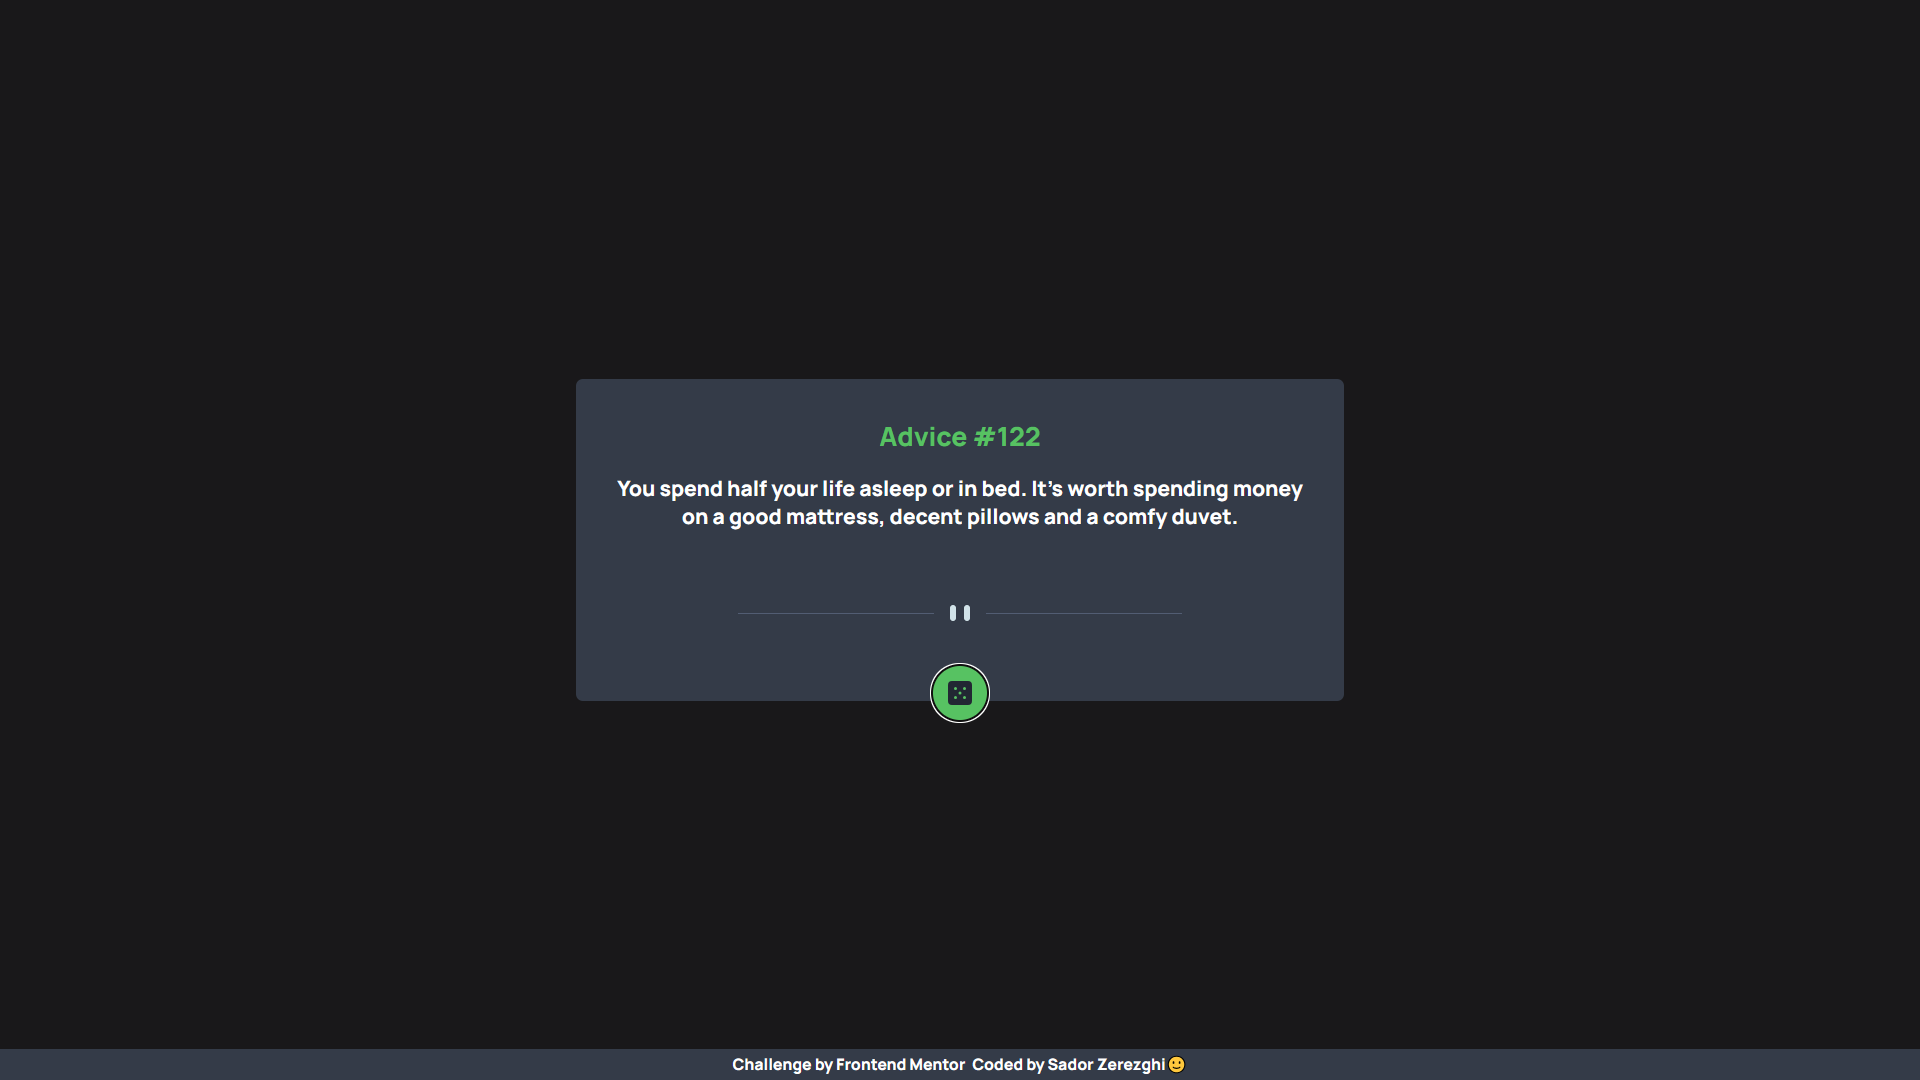 Advice #122
You spend half your life asleep or in bed. It's worth spending money
on a good mattress, decent pillows and a comfy duvet.
Challenge by Frontend Mentor Coded by Sador Zerezghi🙂